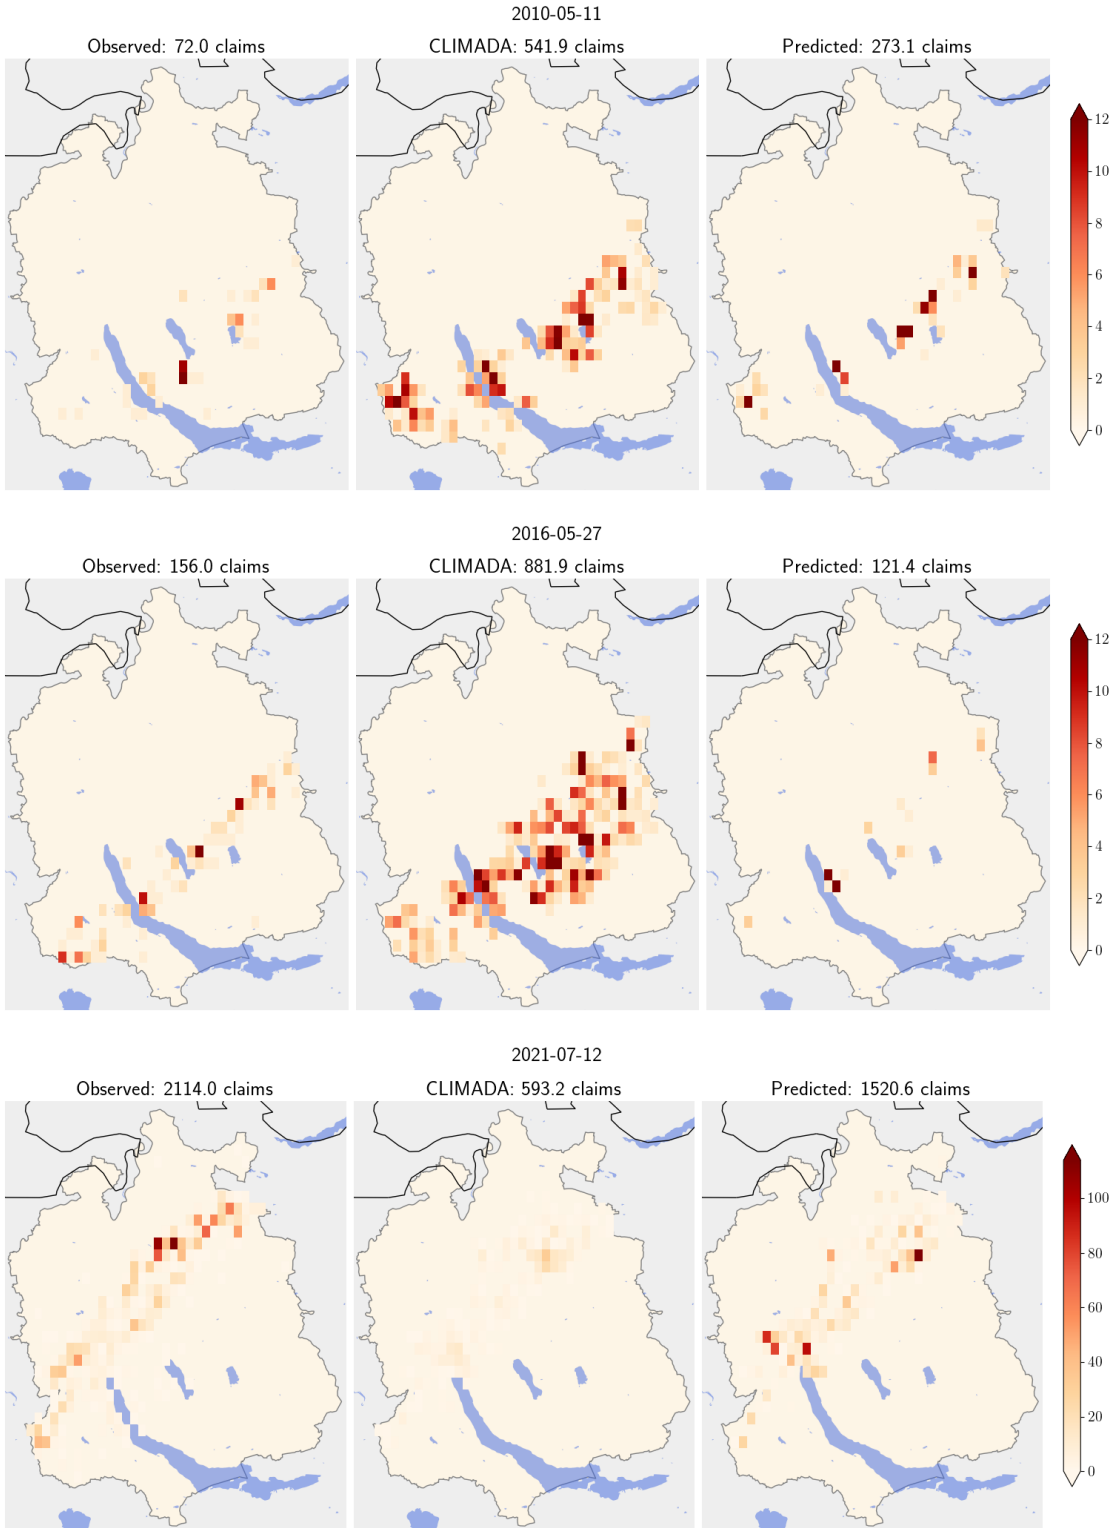 2010-05-11
Observed: 72.0 claims
CLIMADA: 541.9 claims
Predicted: 273.1 claims
12
10
8
6
4
2
0
2016-05-27
Observed: 156.0 claims
CLIMADA: 881.9 claims
Predicted: 121.4 claims
12
10
8
6
4
2
0
2021-07-12
Observed: 2114.0 claims
CLIMADA: 593.2 claims
Predicted: 1520.6 claims
100
80
60
40
20
0